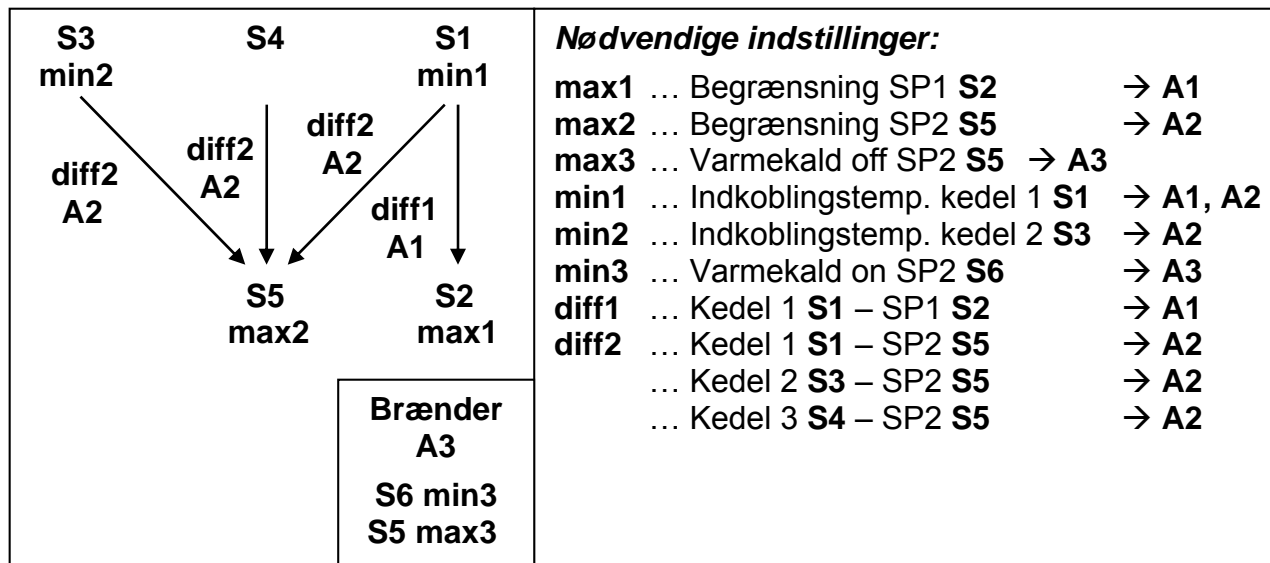 S3 S4 S1
min2 min1
diff2
A2
diff2
A2
diff2
A2
diff1
A1
S5 S2
max2 max1
Brænder
A3
S6 min3
S5 max3
Nødvendige indstillinger:
max1 … Begrænsning SP1 S2 → A1
max2 … Begrænsning SP2 S5 → A2
max3 … Varmekald off SP2 S5 → A3
min1 … Indkoblingstemp. kedel 1 S1 → A1, A2
min2 … Indkoblingstemp. kedel 2 S3 → A2
min3 … Varmekald on SP2 S6 → A3
diff1 … Kedel 1 S1 – SP1 S2 → A1
diff2 … Kedel 1 S1 – SP2 S5 → A2
… Kedel 2 S3 – SP2 S5 → A2
… Kedel 3 S4 – SP2 S5 → A2